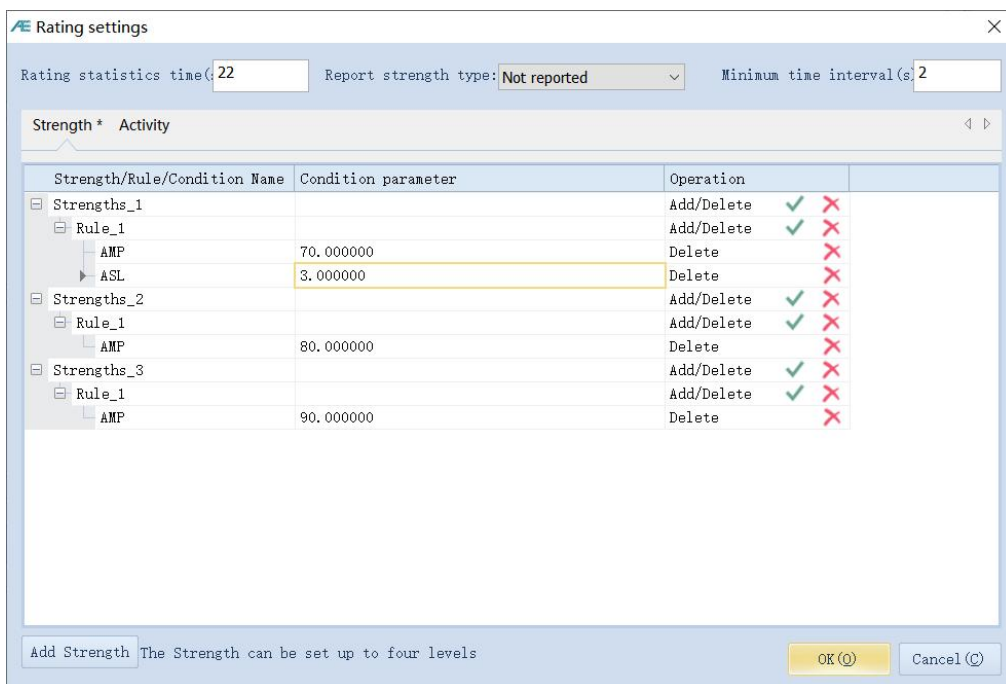 Æ Rating settings
Rating statistics time(: 22 Report strength type: Not reported Minimum time interval(s) 2
Strength * Activity
Strength/Rule/Condition Name Condition parameter Operation
Strengths_1 Add/Delete
Rule_1 Add/Delete
AMP 70.000000 Delete
ASL 3.000000 Delete
Strengths_2 Add/Delete
Rule_1 Add/Delete
AMP 80.000000 Delete
Strengths_3 Add/Delete
Rule_1 Add/Delete
AMP 90.000000 Delete
Add Strength The Strength can be set up to four levels OK(O) Cancel(C)